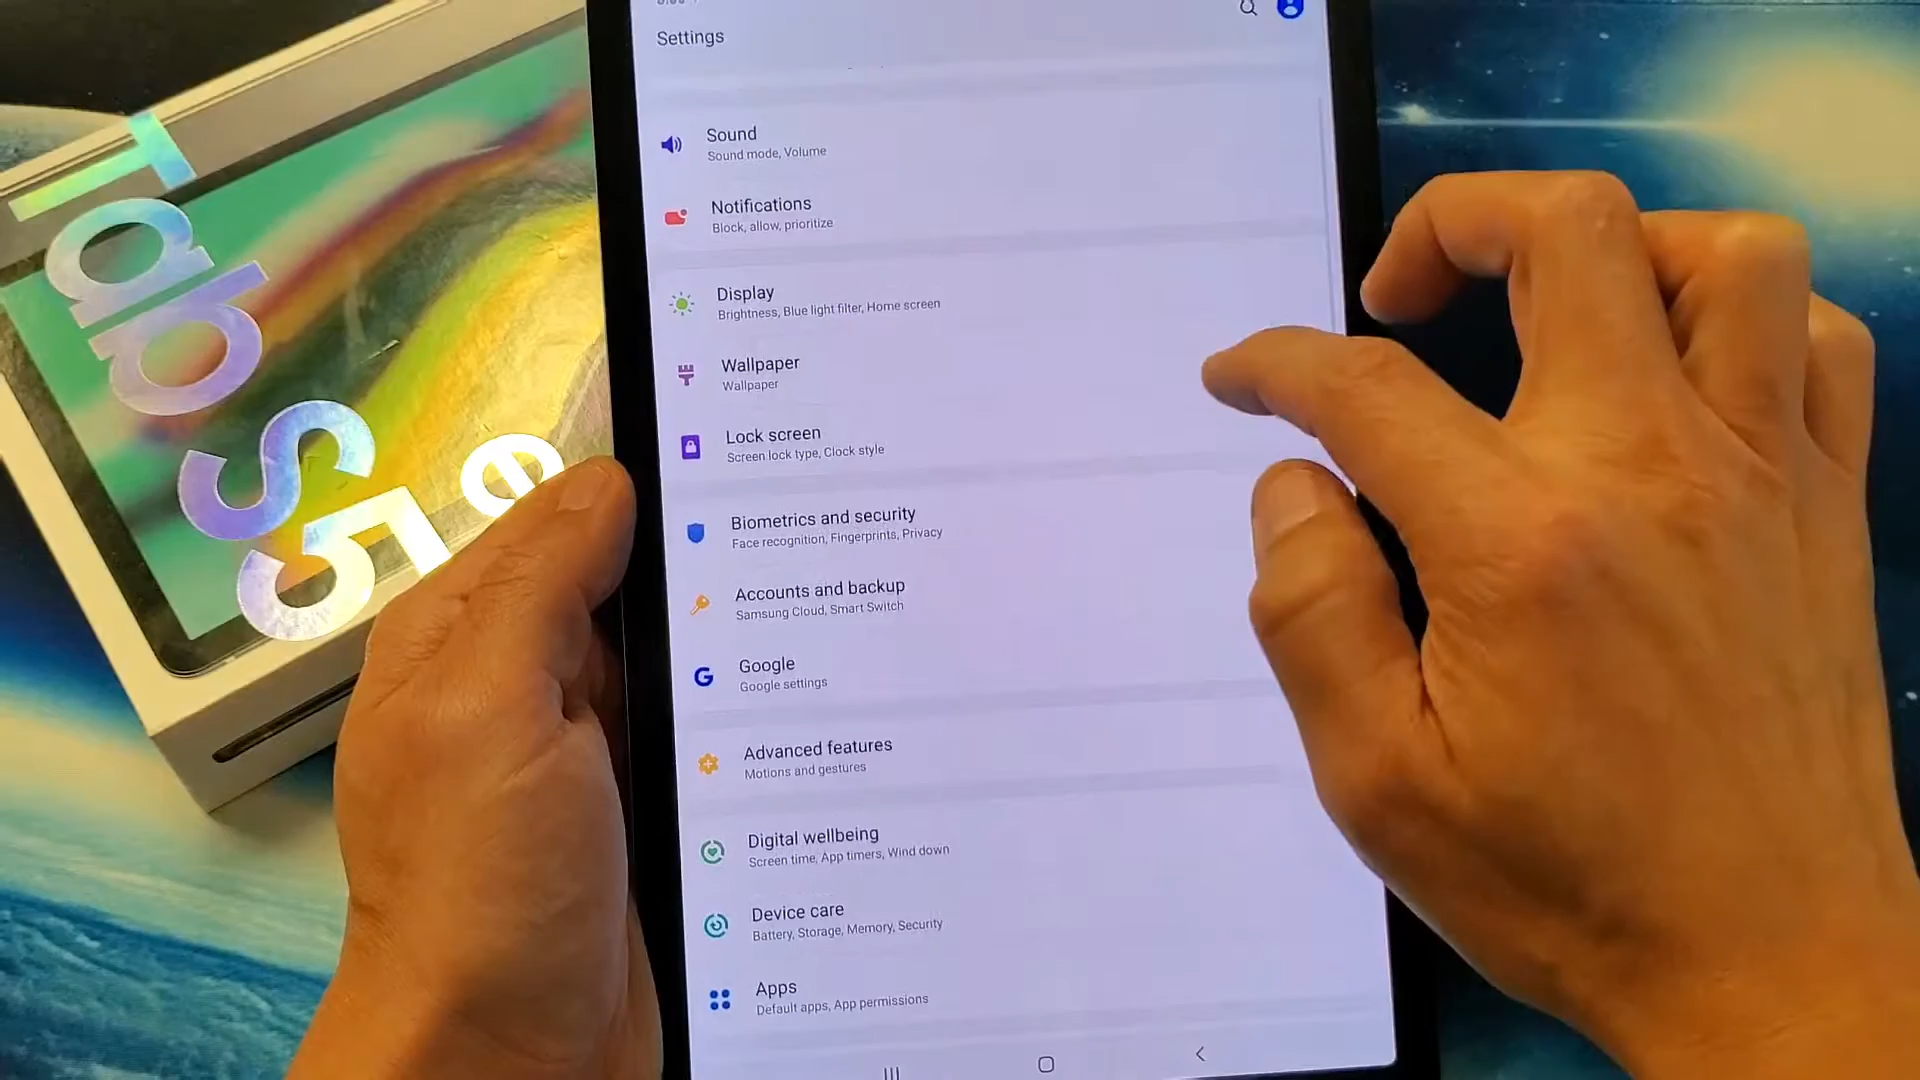 Tab S5e
Settings
Sound
Sound mode, Volume
Notifications
Block, allow, prioritize
Display
Brightness, Blue light filter, Home screen
Wallpaper
Wallpaper
Lock screen
Screen lock type, Clock style
Biometrics and security
Face recognition, Fingerprints, Privacy
Accounts and backup
Samsung Cloud, Smart Switch
Google
Google settings
Advanced features
Motions and gestures
Digital wellbeing
Screen time, App timers, Wind down
Device care
Battery, Storage, Memory, Security
Apps
Default apps, App permissions